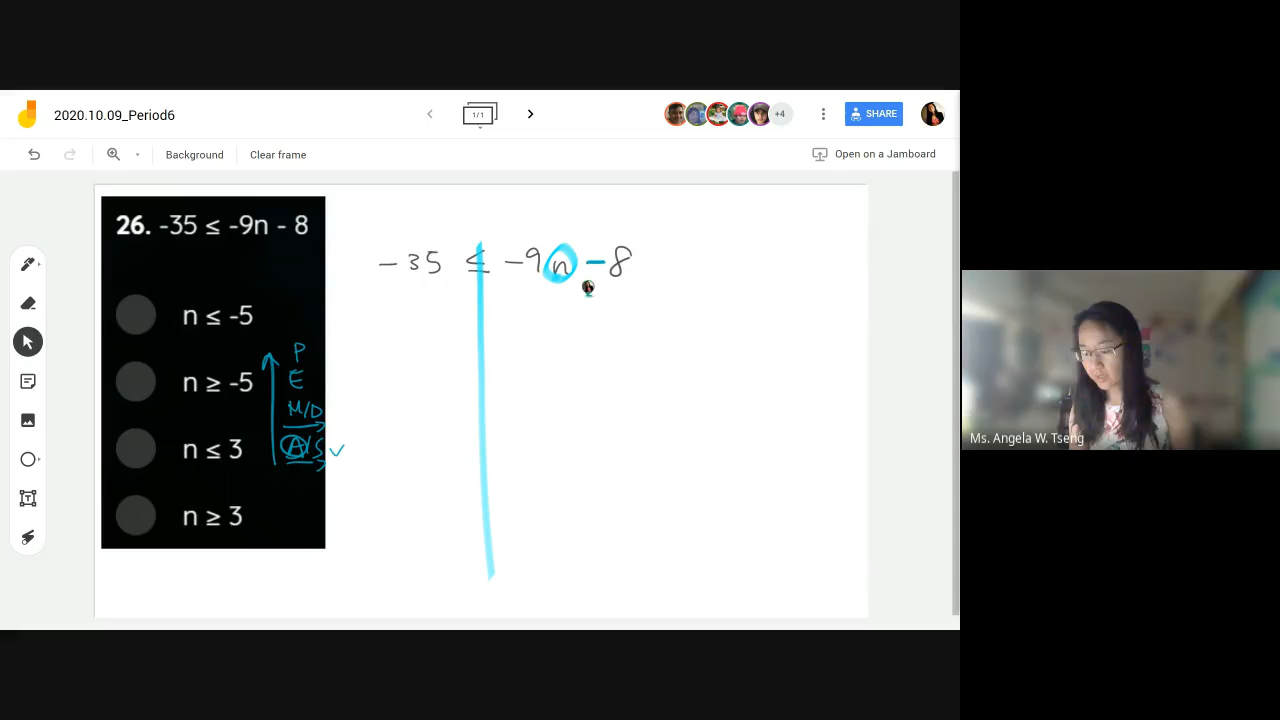 2020.10.09_Period6
1/1
+4
SHARE
Background
Clear frame
Open on a Jamboard
26. -35 ≤ -9n - 8
n ≤ -5
n ≥ -5
n ≤ 3
n ≥ 3
P
E
M/D
A/S ✓
-35 ≤ -9n - 8
Ms. Angela W. Tseng